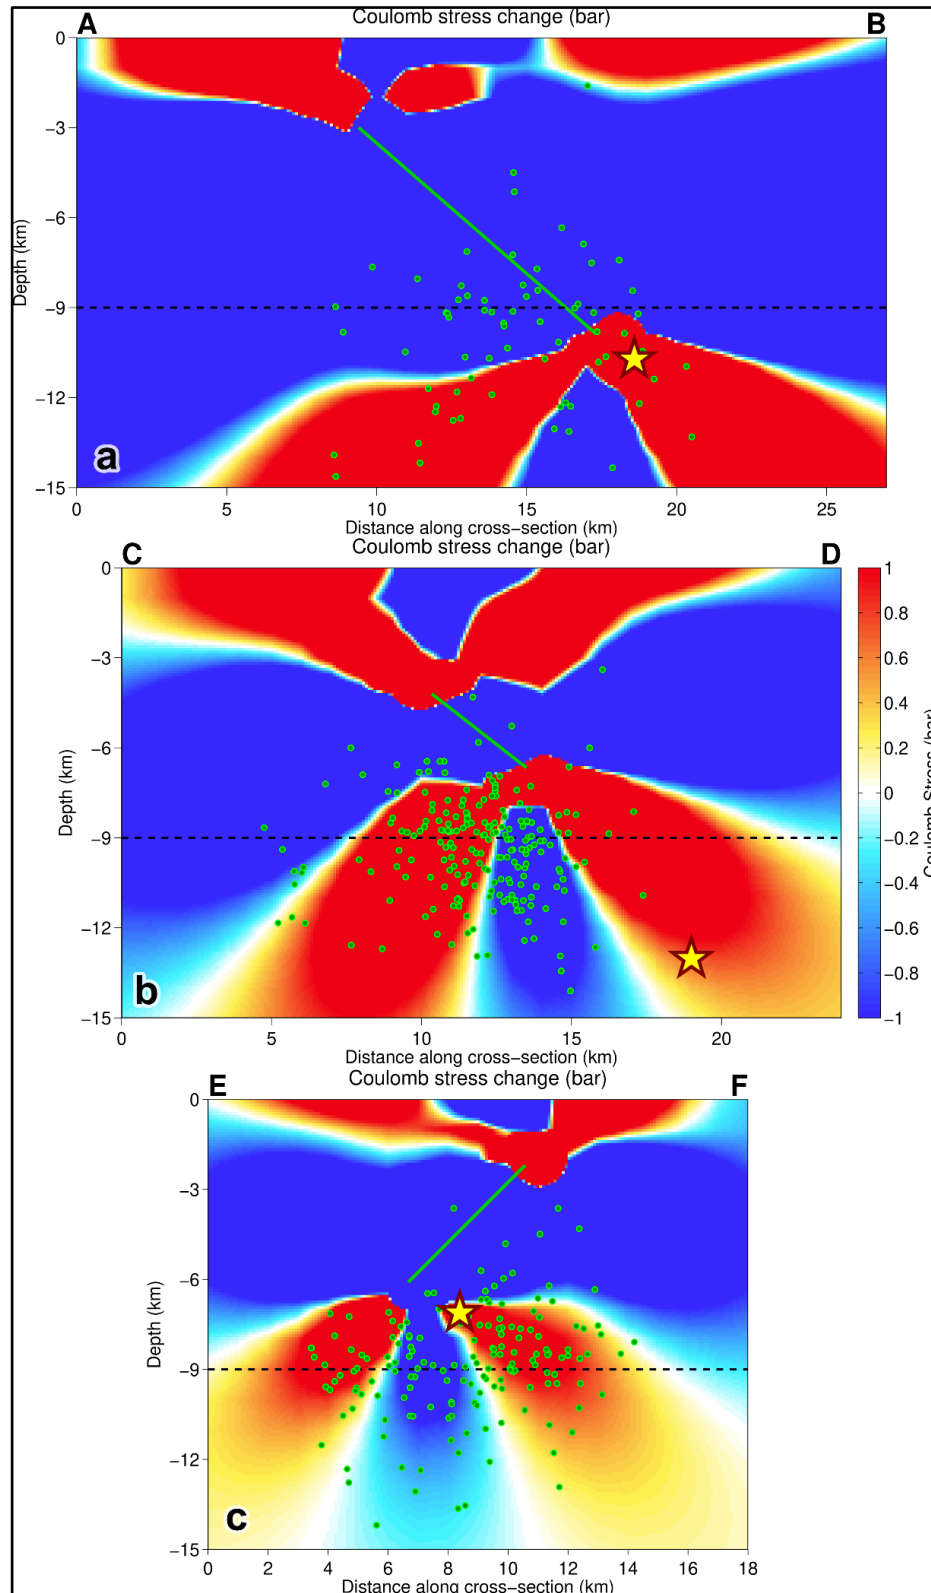 Coulomb stress change (bar)
A B
0
−3
−6
−9
−12
−15
Depth (km)
a
0 5 10 15 20 25
Distance along cross−section (km)
Coulomb stress change (bar)
C D
0
−3
−6
−9
−12
−15
Depth (km)
b
0 5 10 15 20
Distance along cross−section (km)
1
0.8
0.6
0.4
0.2
0
−0.2
−0.4
−0.6
−0.8
−1
Coulomb Stress (bar)
Coulomb stress change (bar)
E F
0
−3
−6
−9
−12
−15
Depth (km)
c
0 2 4 6 8 10 12 14 16 18
Distance along cross−section (km)